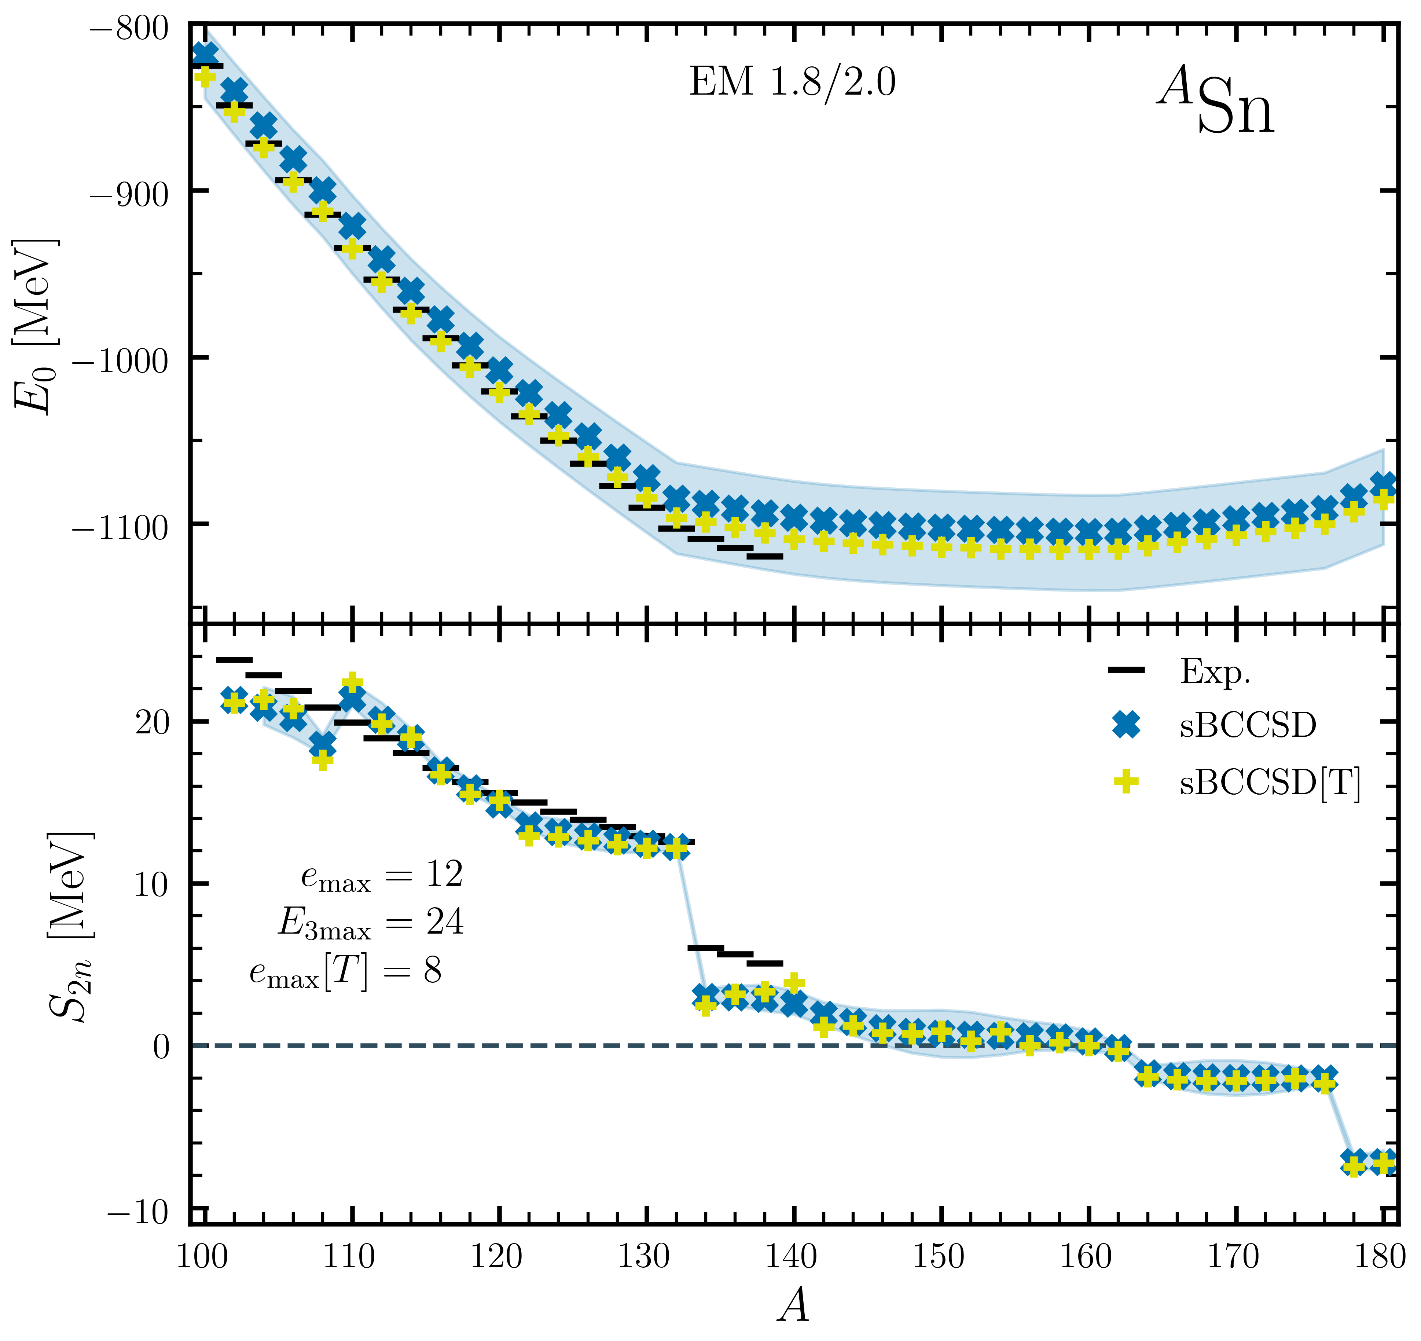 −800
−900
−1000
−1100
E₀ [MeV]
EM 1.8/2.0
ᴬSn
20
10
0
−10
S₂ₙ [MeV]
Exp.
sBCCSD
sBCCSD[T]
eₘₐₓ = 12
E₃ₘₐₓ = 24
eₘₐₓ[T] = 8
100 110 120 130 140 150 160 170 180
A